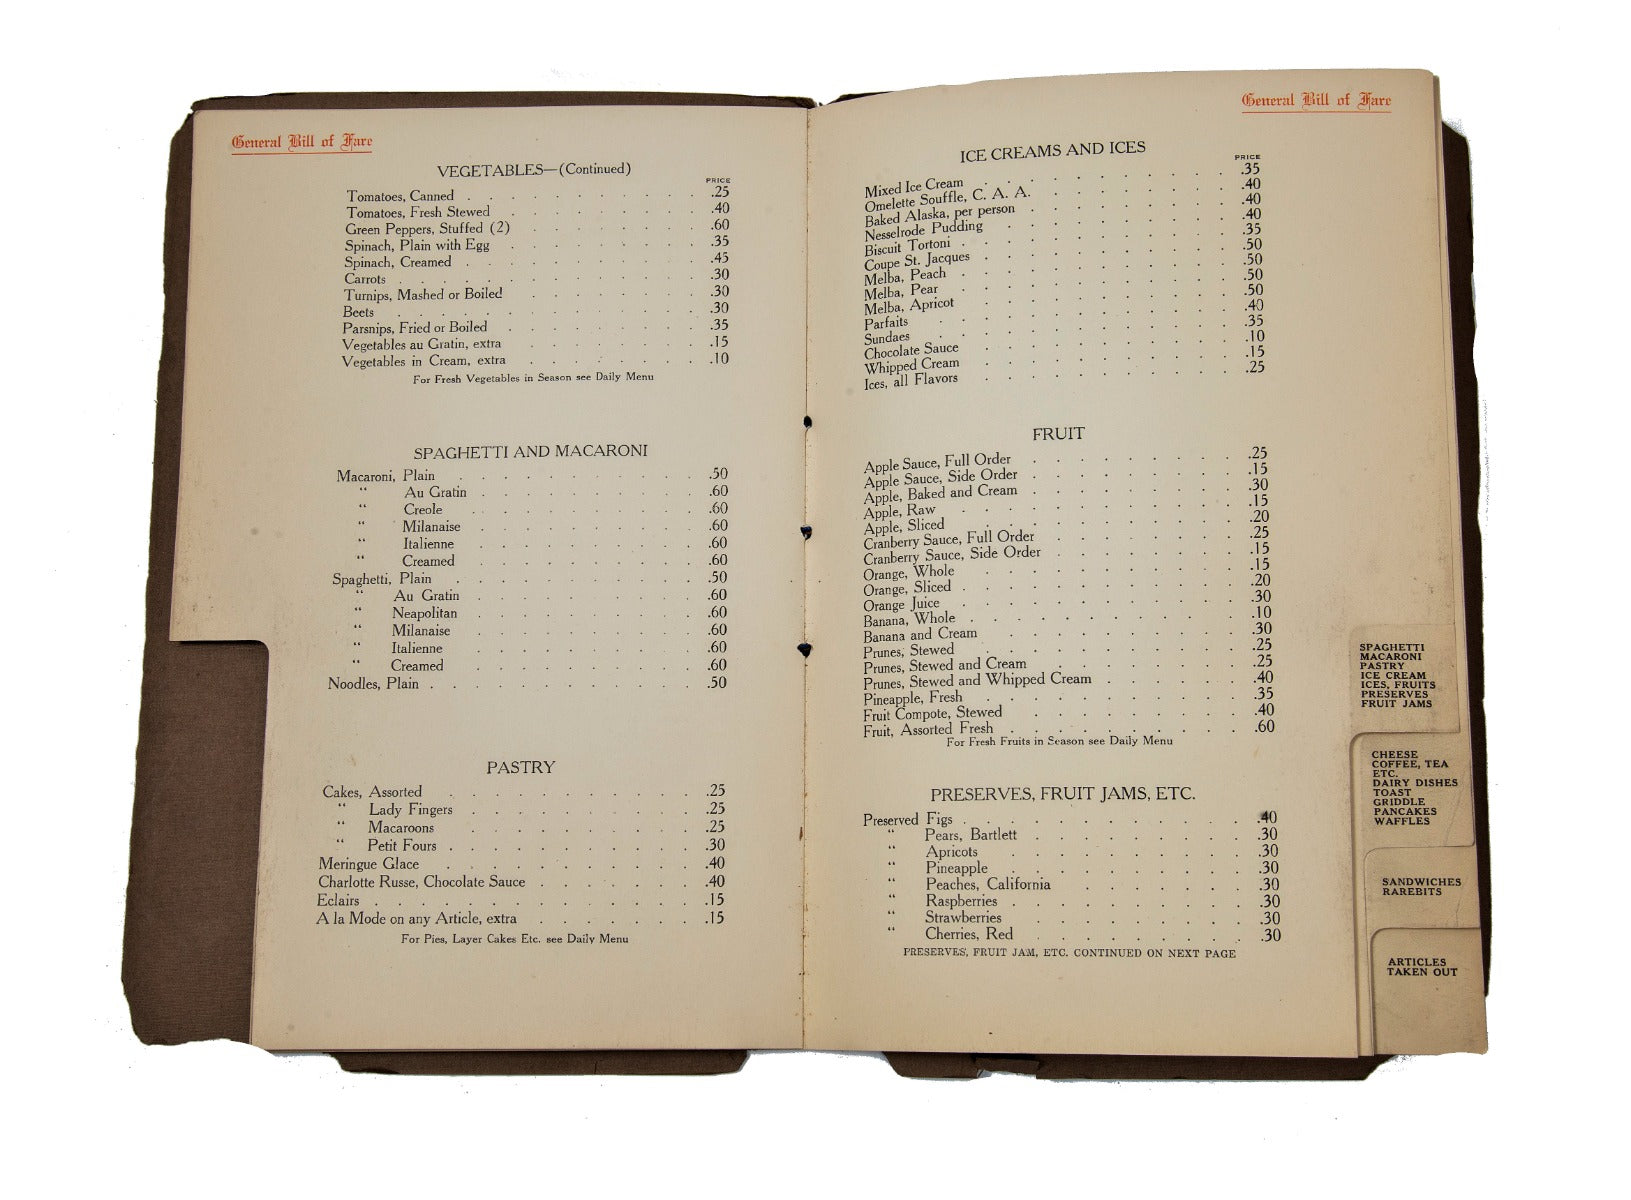 General Bill of Fare
VEGETABLES—(Continued)
PRICE
Tomatoes, Canned . . . . . . . . .25
Tomatoes, Fresh Stewed . . . . . . . .40
Green Peppers, Stuffed (2) . . . . . . .60
Spinach, Plain with Egg . . . . . . . .35
Spinach, Creamed . . . . . . . . .45
Carrots . . . . . . . . . . .30
Turnips, Mashed or Boiled . . . . . . .30
Beets . . . . . . . . . . .30
Parsnips, Fried or Boiled . . . . . . . .35
Vegetables au Gratin, extra . . . . . . .15
Vegetables in Cream, extra . . . . . . .10
For Fresh Vegetables in Season see Daily Menu
SPAGHETTI AND MACARONI
Macaroni, Plain . . . . . . . . .50
" Au Gratin . . . . . . . . .60
" Creole . . . . . . . . .60
" Milanaise . . . . . . . . .60
" Italienne . . . . . . . . .60
" Creamed . . . . . . . . .60
Spaghetti, Plain . . . . . . . . .50
" Au Gratin . . . . . . . . .60
" Neapolitan . . . . . . . . .60
" Milanaise . . . . . . . . .60
" Italienne . . . . . . . . .60
" Creamed . . . . . . . . .60
Noodles, Plain . . . . . . . . . .50
PASTRY
Cakes, Assorted . . . . . . . . .25
" Lady Fingers . . . . . . . . .25
" Macaroons . . . . . . . . .25
" Petit Fours . . . . . . . . .30
Meringue Glace . . . . . . . . .40
Charlotte Russe, Chocolate Sauce . . . . . . .40
Eclairs . . . . . . . . . . .15
A la Mode on any Article, extra . . . . . . .15
For Pies, Layer Cakes Etc. see Daily Menu
General Bill of Fare
ICE CREAMS AND ICES
PRICE
Mixed Ice Cream . . . . . . . . .35
Omelette Souffle, C. A. A. . . . . . . . .40
Baked Alaska, per person . . . . . . . .40
Nesselrode Pudding . . . . . . . . .40
Biscuit Tortoni . . . . . . . . .35
Coupe St. Jacques . . . . . . . . .50
Melba, Peach . . . . . . . . .50
Melba, Pear . . . . . . . . .50
Melba, Apricot . . . . . . . . .50
Parfaits . . . . . . . . . .40
Sundaes . . . . . . . . . .35
Chocolate Sauce . . . . . . . . .10
Whipped Cream . . . . . . . . .15
Ices, all Flavors . . . . . . . . .25
FRUIT
Apple Sauce, Full Order . . . . . . . .25
Apple Sauce, Side Order . . . . . . . .15
Apple, Baked and Cream . . . . . . . .30
Apple, Raw . . . . . . . . . .15
Apple, Sliced . . . . . . . . .20
Cranberry Sauce, Full Order . . . . . . . .25
Cranberry Sauce, Side Order . . . . . . . .15
Orange, Whole . . . . . . . . .15
Orange, Sliced . . . . . . . . . .20
Orange Juice . . . . . . . . . .30
Banana, Whole . . . . . . . . . .10
Banana and Cream . . . . . . . . .30
Prunes, Stewed . . . . . . . . .25
Prunes, Stewed and Cream . . . . . . . .25
Prunes, Stewed and Whipped Cream . . . . . .40
Pineapple, Fresh . . . . . . . . .35
Fruit Compote, Stewed . . . . . . . .40
Fruit, Assorted Fresh . . . . . . . . .60
For Fresh Fruits in Season see Daily Menu
PRESERVES, FRUIT JAMS, ETC.
Preserved Figs . . . . . . . . . .40
" Pears, Bartlett . . . . . . . .30
" Apricots . . . . . . . . .30
" Pineapple . . . . . . . . .30
" Peaches, California . . . . . . .30
" Raspberries . . . . . . . . .30
" Strawberries . . . . . . . .30
" Cherries, Red . . . . . . . .30
PRESERVES, FRUIT JAM, ETC. CONTINUED ON NEXT PAGE
SPAGHETTI
MACARONI
PASTRY
ICE CREAM
ICES, FRUITS
PRESERVES
FRUIT JAMS
CHEESE
COFFEE, TEA
ETC.
DAIRY DISHES
TOAST
GRIDDLE
PANCAKES
WAFFLES
SANDWICHES
RAREBITS
ARTICLES
TAKEN OUT